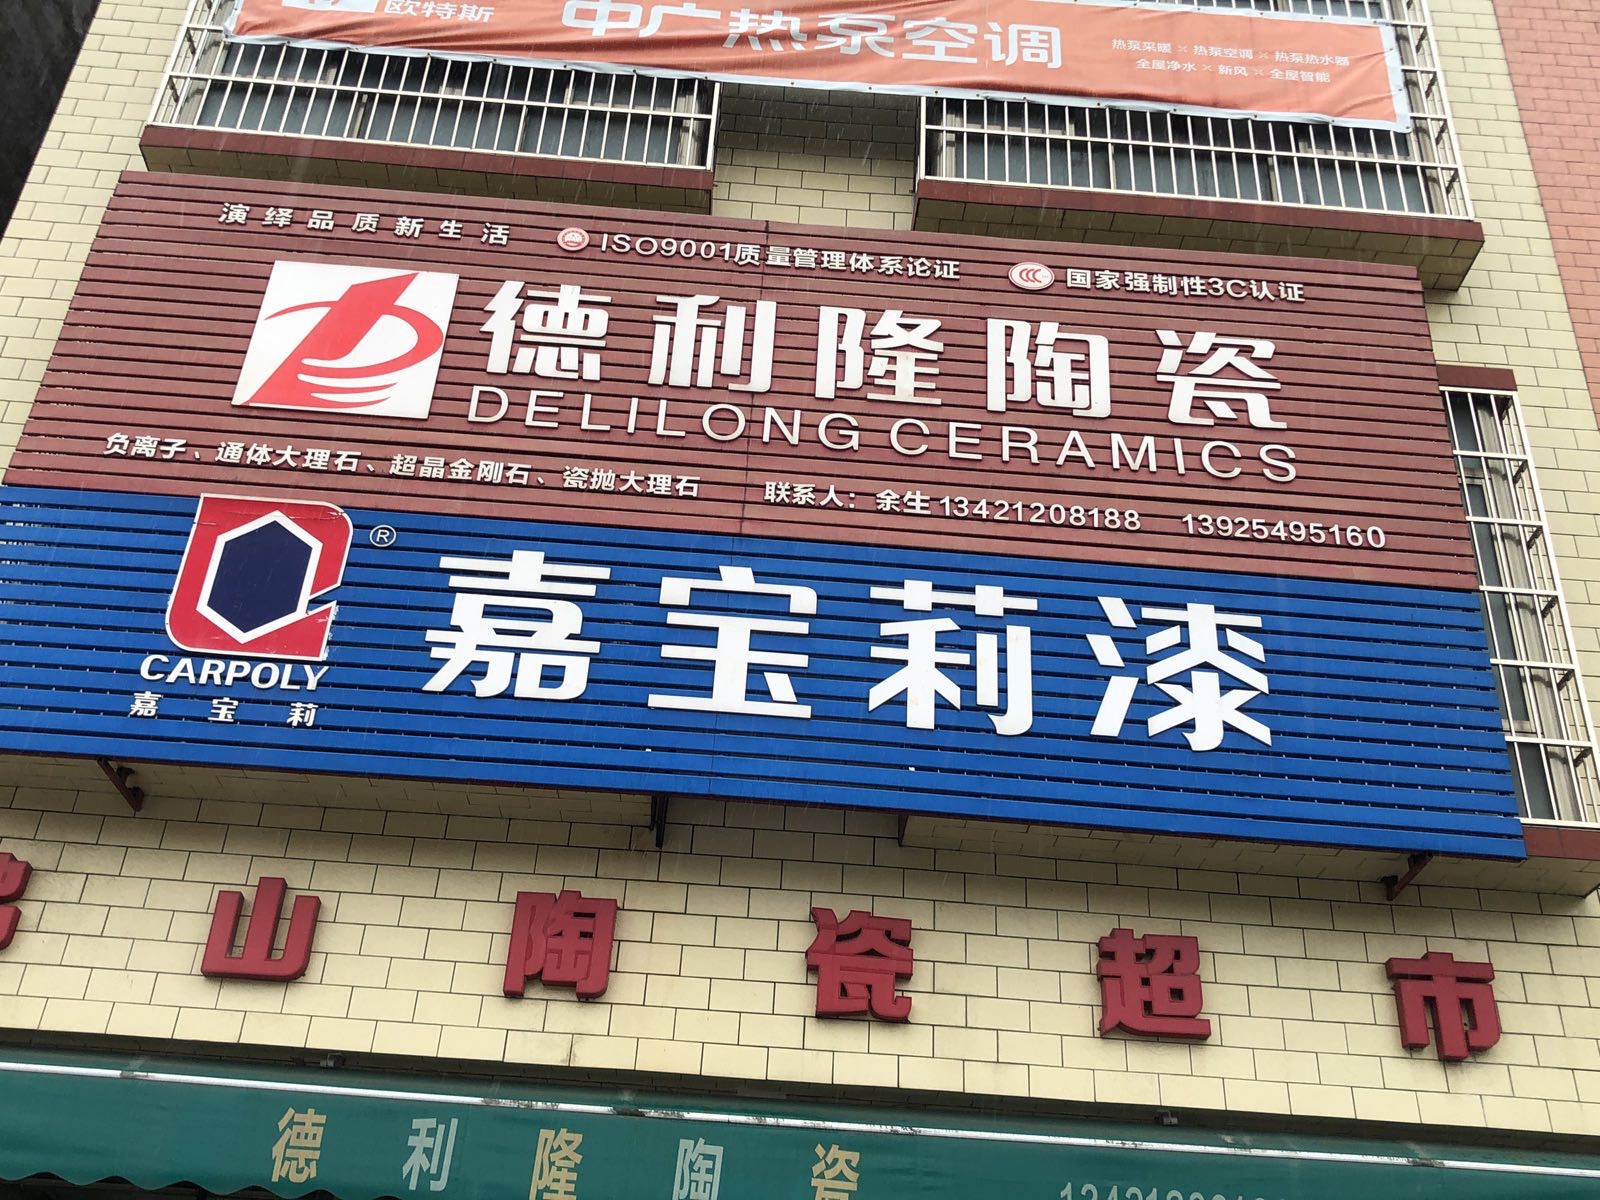 欧特斯
中广热泵空调
热泵采暖×热泵空调×热泵热水器
全屋净水×新风×全屋智能
演绎品质新生活
ISO9001质量管理体系论证
国家强制性3C认证
德利隆陶瓷
DELILONG CERAMICS
负离子、通体大理石、超晶金刚石、瓷抛大理石
联系人：余生 13421208188 13925495160
®
CARPOLY
嘉宝莉
嘉宝莉漆
山陶瓷超市
德利隆陶瓷